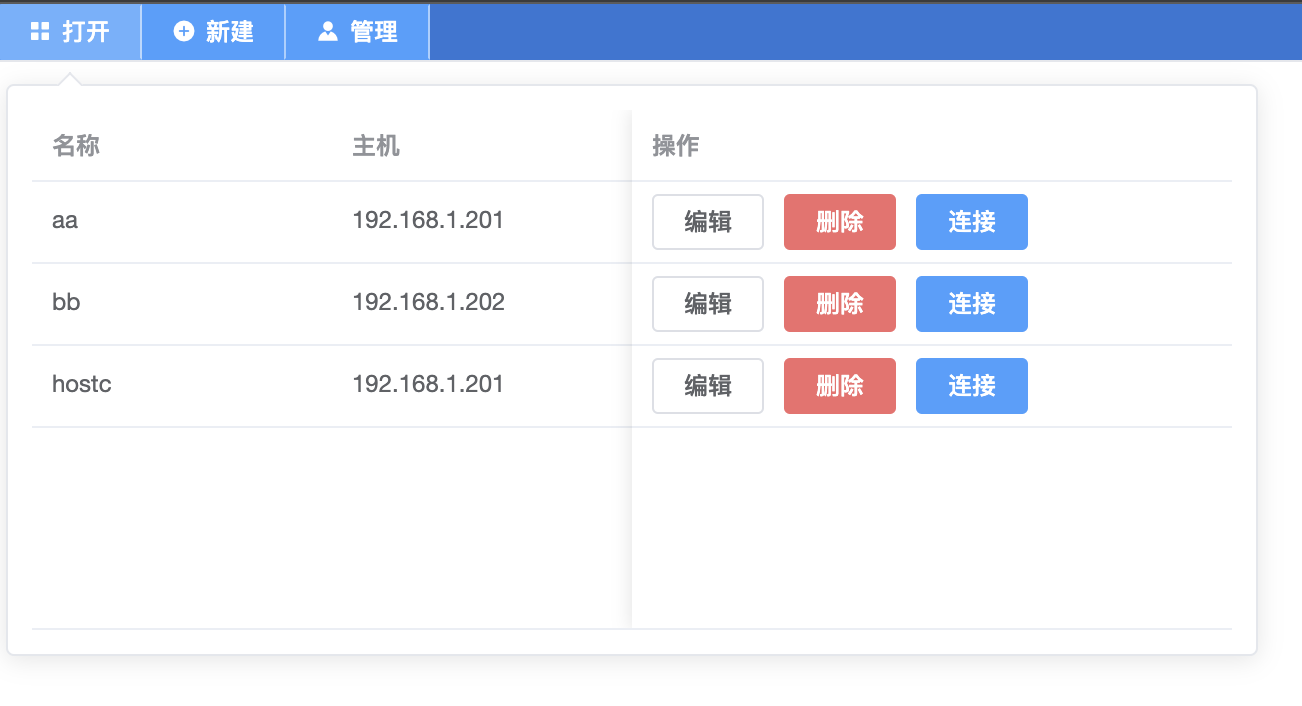 打开 新建 管理
名称 主机 操作
aa 192.168.1.201 编辑 删除 连接
bb 192.168.1.202 编辑 删除 连接
hostc 192.168.1.201 编辑 删除 连接